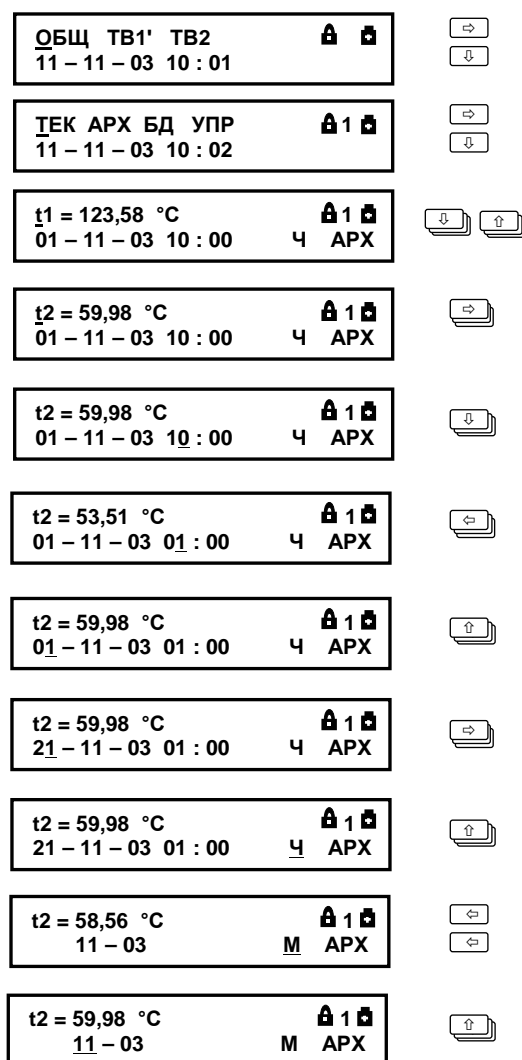 ОБЩ ТВ1' ТВ2
11 – 11 – 03 10 : 01
ТЕК АРХ БД УПР 1
11 – 11 – 03 10 : 02
t1 = 123,58 °C 1
01 – 11 – 03 10 : 00 Ч АРХ
t2 = 59,98 °C 1
01 – 11 – 03 10 : 00 Ч АРХ
t2 = 59,98 °C 1
01 – 11 – 03 10 : 00 Ч АРХ
t2 = 53,51 °C 1
01 – 11 – 03 01 : 00 Ч АРХ
t2 = 59,98 °C 1
01 – 11 – 03 01 : 00 Ч АРХ
t2 = 59,98 °C 1
21 – 11 – 03 01 : 00 Ч АРХ
t2 = 59,98 °C 1
21 – 11 – 03 01 : 00 Ч АРХ
t2 = 58,56 °C 1
11 – 03 М АРХ
t2 = 59,98 °C 1
11 – 03 М АРХ